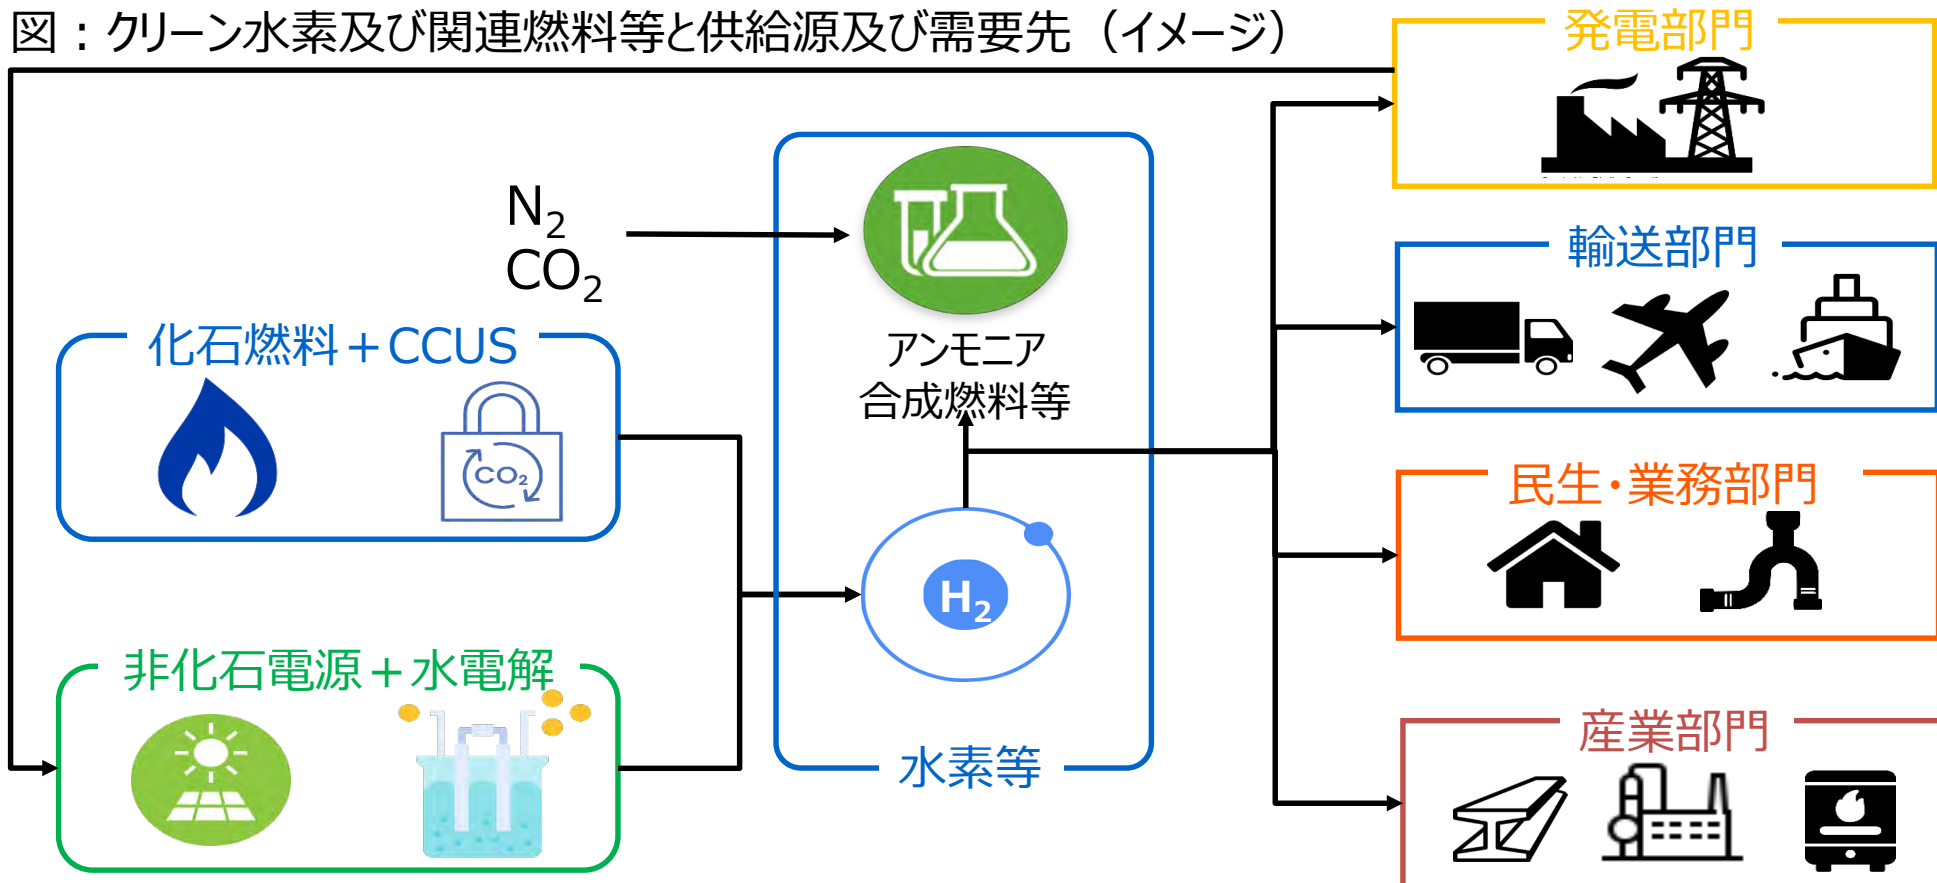 図：クリーン水素及び関連燃料等と供給源及び需要先（イメージ）
発電部門
N₂
CO₂
輸送部門
化石燃料＋CCUS
アンモニア
合成燃料等
CO₂
民生・業務部門
H₂
非化石電源＋水電解
水素等
産業部門